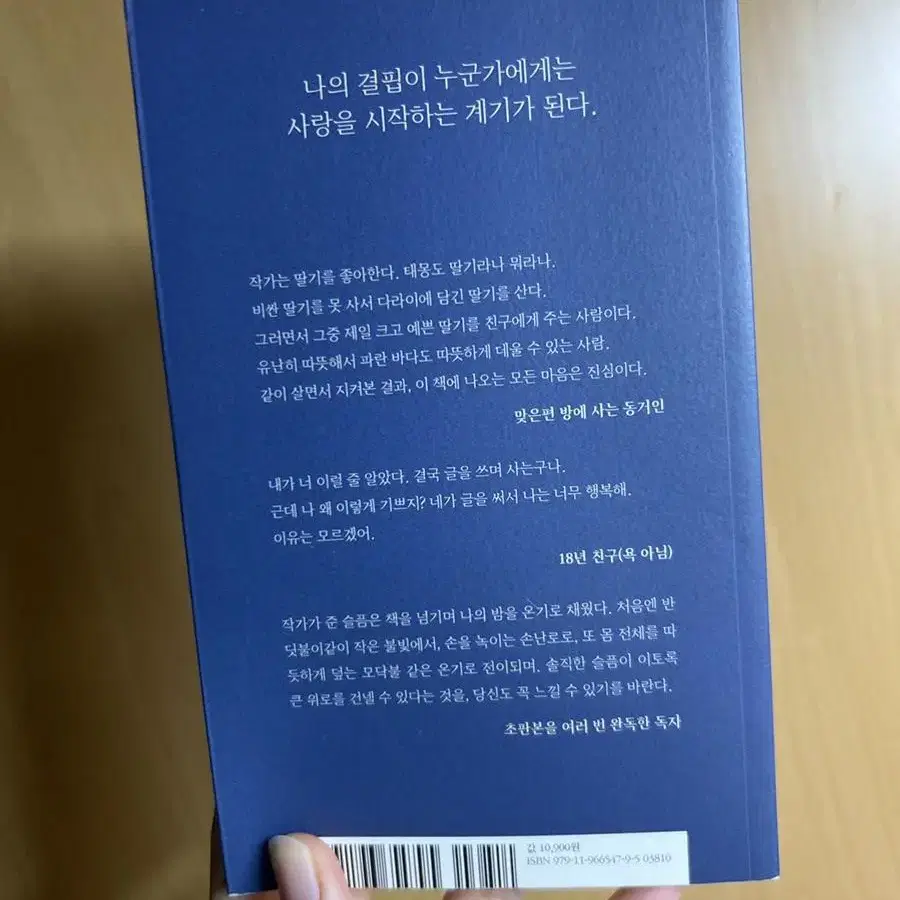 나의 결핍이 누군가에게는
사랑을 시작하는 계기가 된다.
작가는 딸기를 좋아한다. 태몽도 딸기라나 뭐라나.
비싼 딸기를 못 사서 다라이에 담긴 딸기를 산다.
그러면서 그중 제일 크고 예쁜 딸기를 친구에게 주는 사람이다.
유난히 따뜻해서 파란 바다도 따뜻하게 데울 수 있는 사람.
같이 살면서 지켜본 결과, 이 책에 나오는 모든 마음은 진심이다.
맞은편 방에 사는 동거인
내가 너 이럴 줄 알았다. 결국 글을 쓰며 사는구나.
근데 나 왜 이렇게 기쁘지? 네가 글을 써서 나는 너무 행복해.
이유는 모르겠어.
18년 친구(욕 아님)
작가가 준 슬픔은 책을 넘기며 나의 밤을 온기로 채웠다. 처음엔 반
딧불이같이 작은 불빛에서, 손을 녹이는 손난로로, 또 몸 전체를 따
듯하게 덮는 모닥불 같은 온기로 전이되며. 솔직한 슬픔이 이토록
큰 위로를 건넬 수 있다는 것을, 당신도 꼭 느낄 수 있기를 바란다.
초판본을 여러 번 완독한 독자
값 10,900원
ISBN 979-11-966547-9-5 03810